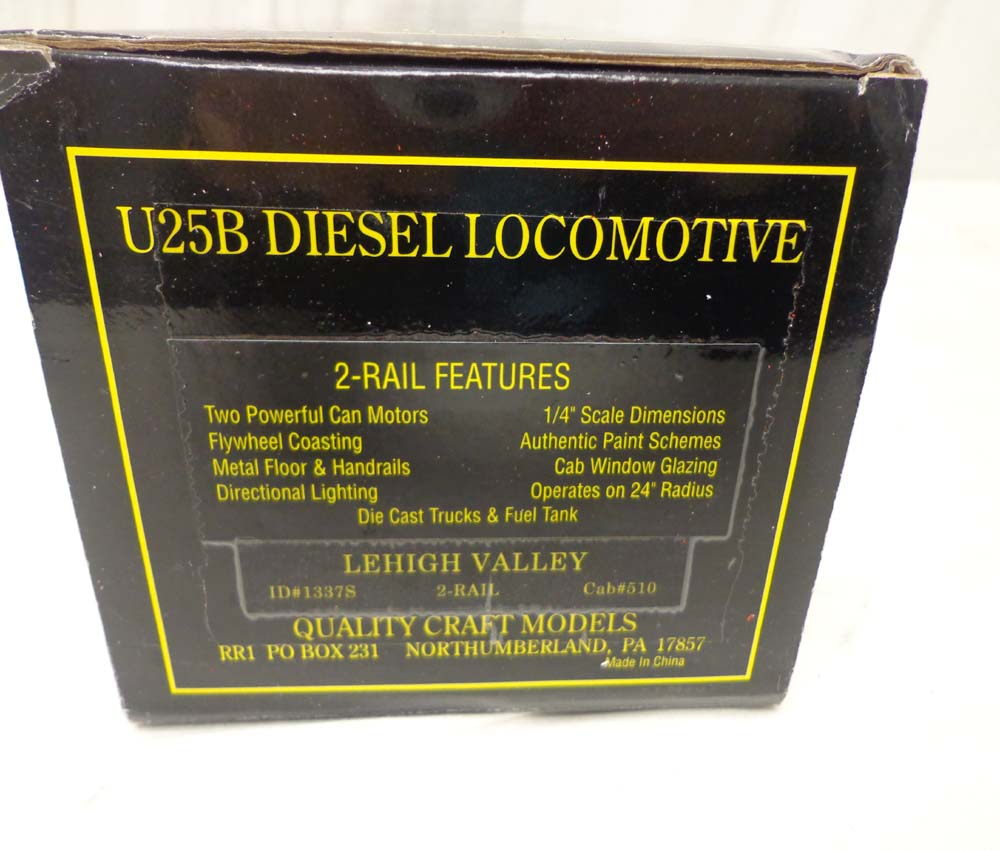 U25B DIESEL LOCOMOTIVE
2-RAIL FEATURES
Two Powerful Can Motors 1/4" Scale Dimensions
Flywheel Coasting Authentic Paint Schemes
Metal Floor & Handrails Cab Window Glazing
Directional Lighting Operates on 24" Radius
Die Cast Trucks & Fuel Tank
LEHIGH VALLEY
ID#1337S 2-RAIL Cab#510
QUALITY CRAFT MODELS
RR1 PO BOX 231 NORTHUMBERLAND, PA 17857
Made In China